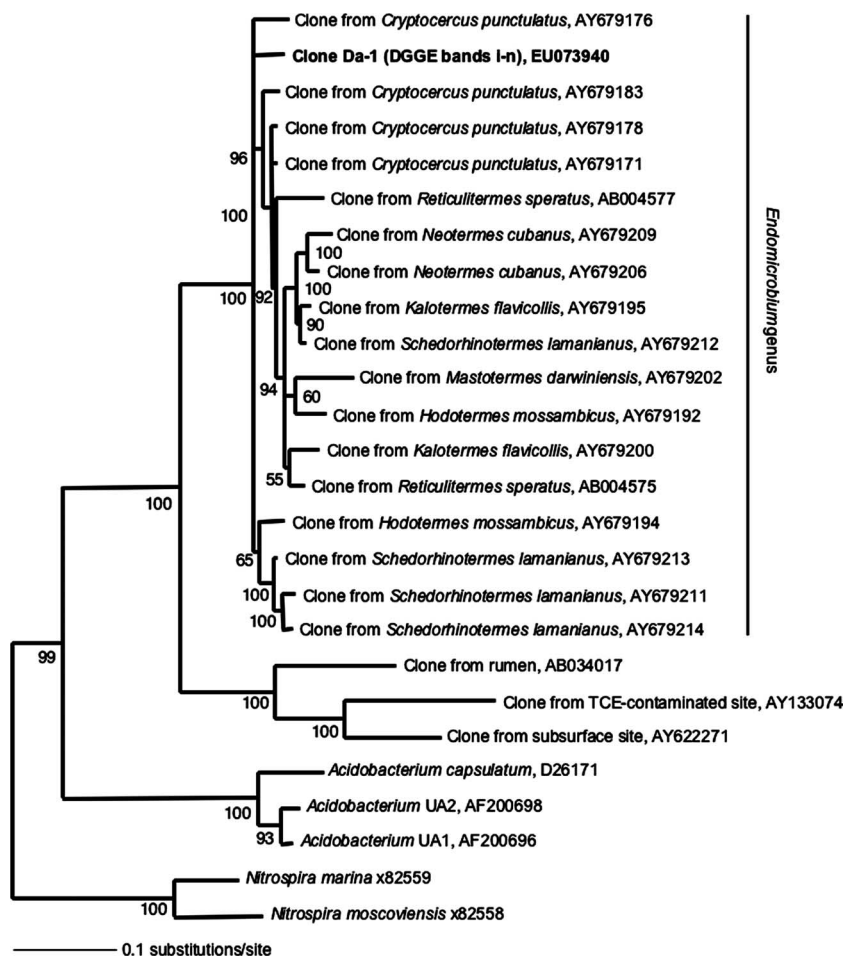 Clone from Cryptocercus punctulatus, AY679176
Clone Da-1 (DGGE bands l-n), EU073940
Clone from Cryptocercus punctulatus, AY679183
Clone from Cryptocercus punctulatus, AY679178
96
Clone from Cryptocercus punctulatus, AY679171
Clone from Reticulitermes speratus, AB004577
100
Clone from Neotermes cubanus, AY679209
100
Clone from Neotermes cubanus, AY679206
100
100
92
Clone from Kalotermes flavicollis, AY679195
90
Clone from Schedorhinotermes lamanianus, AY679212
Clone from Mastotermes darwiniensis, AY679202
94
60
Clone from Hodotermes mossambicus, AY679192
Clone from Kalotermes flavicollis, AY679200
55
Clone from Reticulitermes speratus, AB004575
100
Clone from Hodotermes mossambicus, AY679194
65
Clone from Schedorhinotermes lamanianus, AY679213
100
Clone from Schedorhinotermes lamanianus, AY679211
100
Clone from Schedorhinotermes lamanianus, AY679214
Endomicrobiumgenus
99
Clone from rumen, AB034017
100
Clone from TCE-contaminated site, AY133074
100
Clone from subsurface site, AY622271
Acidobacterium capsulatum, D26171
100
Acidobacterium UA2, AF200698
93
Acidobacterium UA1, AF200696
Nitrospira marina x82559
100
Nitrospira moscoviensis x82558
0.1 substitutions/site